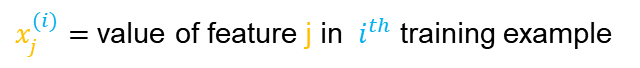 x_j^{(i)} = value of feature j in i^{th} training example